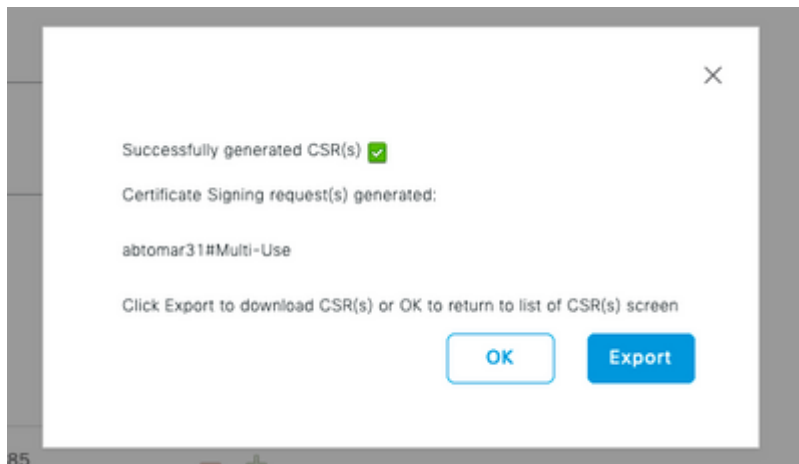 Successfully generated CSR(s) ✅
Certificate Signing request(s) generated:
abtomar31#Multi-Use
Click Export to download CSR(s) or OK to return to list of CSR(s) screen
OK Export
85